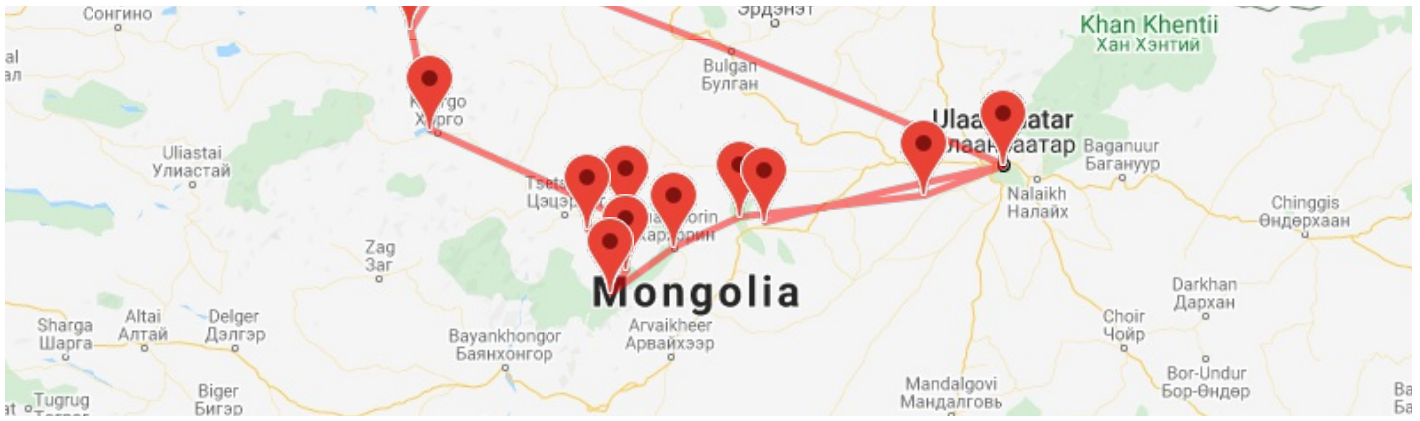 Сонгино
Эрдэнэт
Khan Khentii
Хан Хэнтий
Bulgan
Булган
Uliastai
Улиастай
Baganuur
Багануур
Nalaikh
Налайх
Chinggis
Өндөрхаан
Zag
Заг
Mongolia
Darkhan
Дархан
Altai
Алтай
Delger
Дэлгэр
Sharga
Шарга
Arvaikheer
Арвайхээр
Bayankhongor
Баянхонгор
Choir
Чойр
Bor-Undur
Бор-Өндөр
Mandalgovi
Мандалговь
Biger
Бигэр
Tugrug